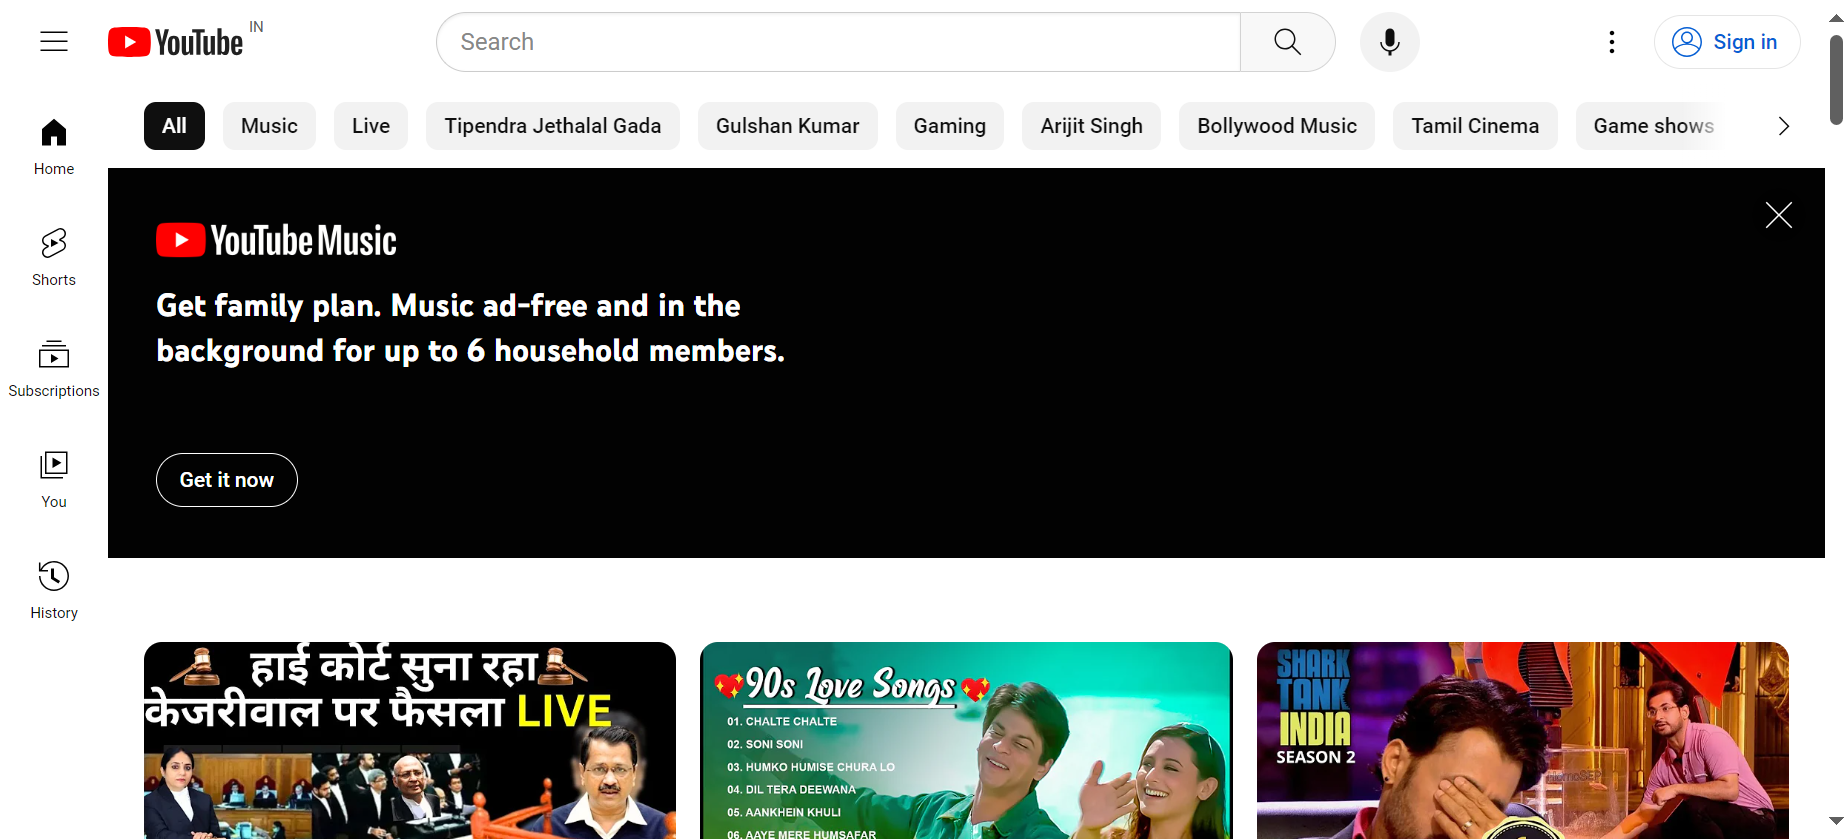 YouTube IN
Search
Sign in
All
Music
Live
Tipendra Jethalal Gada
Gulshan Kumar
Gaming
Arijit Singh
Bollywood Music
Tamil Cinema
Game shows
Home
Shorts
Subscriptions
You
History
YouTube Music
Get family plan. Music ad-free and in the
background for up to 6 household members.
Get it now
हाई कोर्ट सुना रहा
केजरीवाल पर फैसला LIVE
90s Love Songs
01. CHALTE CHALTE
02. SONI SONI
03. HUMKO HUMISE CHURA LO
04. DIL TERA DEEWANA
05. AANKHEIN KHULI
06. AAYE MERE HUMSAFAR
SHARK
TANK
INDIA
SEASON 2